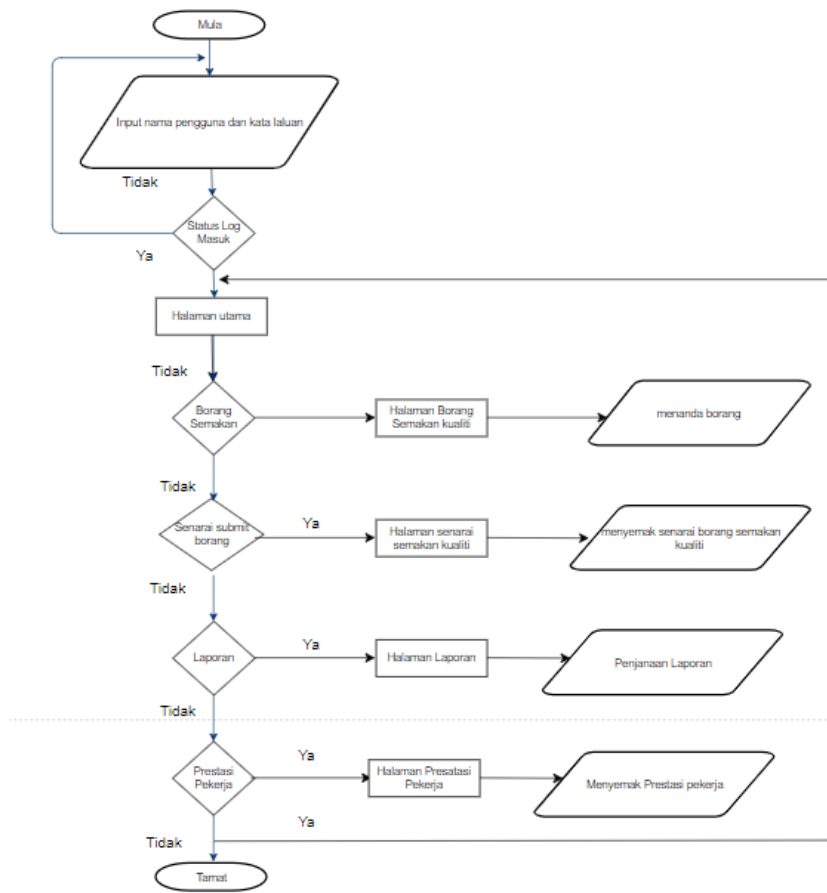 Mula
Input nama pengguna dan kata laluan
Tidak
Status Log
Masuk
Ya
Halaman utama
Tidak
Borang
Semakan
Halaman Borang
Semakan kualiti
menanda borang
Tidak
Senarai submit
borang
Ya
Halaman senarai
semakan kualiti
menyemak senarai borang semakan
kualiti
Tidak
Laporan
Ya
Halaman Laporan
Penjanaan Laporan
Tidak
Prestasi
Pekerja
Ya
Halaman Presatasi
Pekerja
Menyemak Prestasi pekerja
Ya
Tidak
Tamat